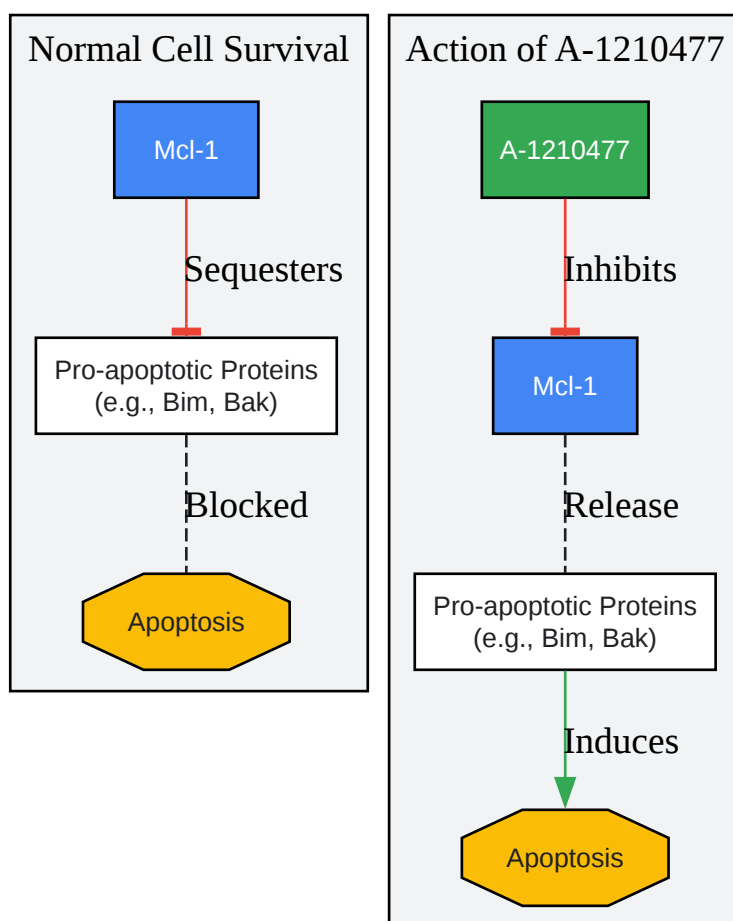 Normal Cell Survival
Mcl-1
Sequesters
Pro-apoptotic Proteins
(e.g., Bim, Bak)
Blocked
Apoptosis
Action of A-1210477
A-1210477
Inhibits
Mcl-1
Release
Pro-apoptotic Proteins
(e.g., Bim, Bak)
Induces
Apoptosis